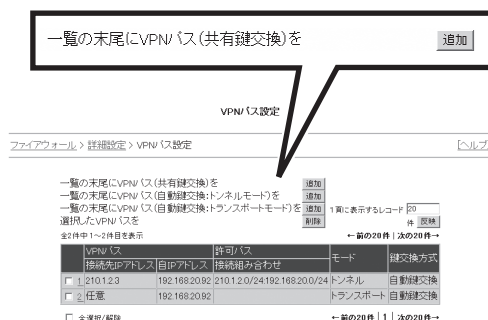 一覧の末尾にVPNパス(共有鍵交換)を 追加
VPNパス設定
ファイアウォール > 詳細設定 > VPNパス設定 [ヘルプ
一覧の末尾にVPNパス(共有鍵交換)を 追加
一覧の末尾にVPNパス(自動鍵交換:トンネルモード)を 追加
一覧の末尾にVPNパス(自動鍵交換:トランスポートモード)を 追加 1頁に表示するレコード 20
選択したVPNパスを 削除 件 反映
全2件中 1~2件目を表示 ←前の20件 | 次の20件→
VPNパス 許可パス モード 鍵交換方式
接続先IPアドレス 自IPアドレス 接続組み合わせ
1 210.1.2.3 192.168.20.92 210.1.2.0/24:192.168.20.0/24 トンネル 自動鍵交換
2 任意 192.168.20.92 トランスポート 自動鍵交換
全選択/解除 ←前の20件 | 1 | 次の20件→